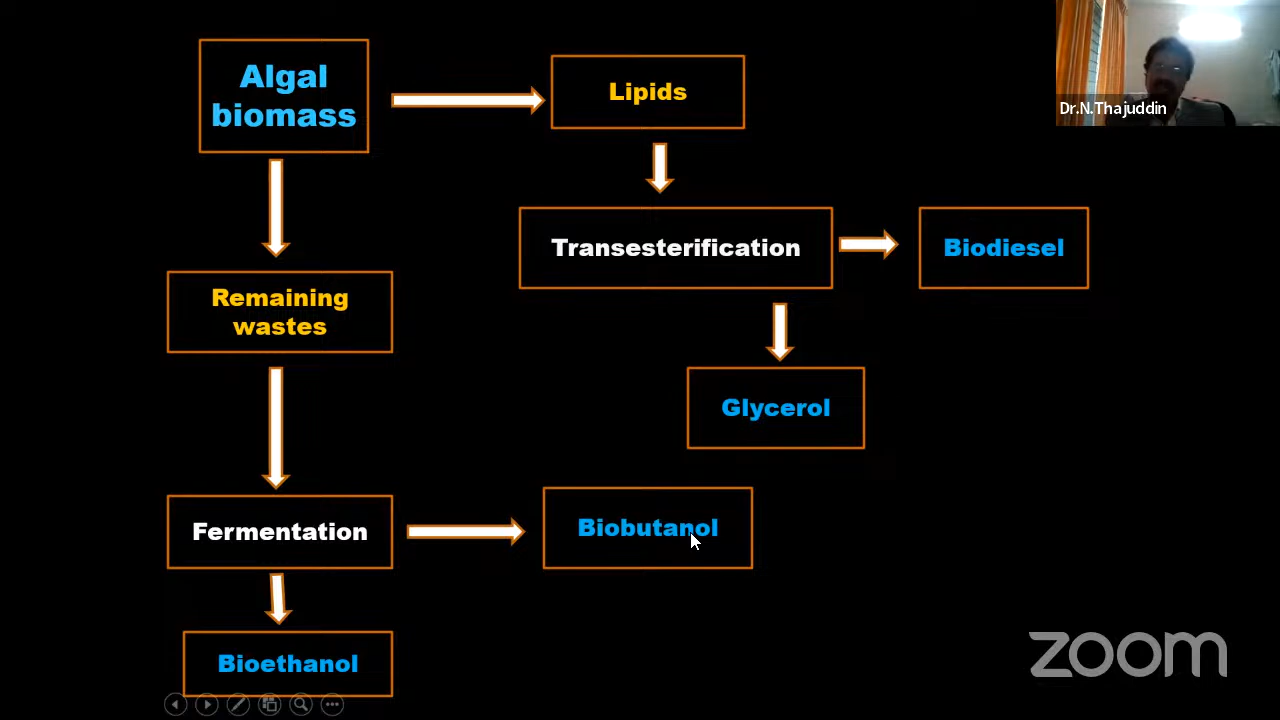 Algal
biomass
Lipids
Dr.N.Thajuddin
Transesterification
Biodiesel
Remaining
wastes
Glycerol
Fermentation
Biobutanol
Bioethanol
zoom